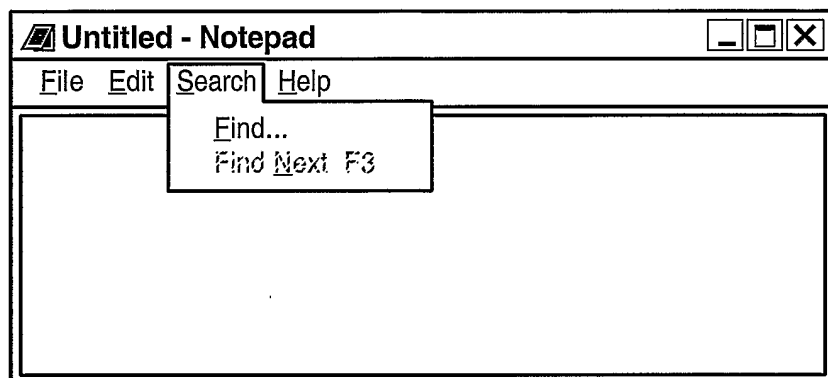 Untitled - Notepad
File Edit Search Help
Find...
Find Next F3